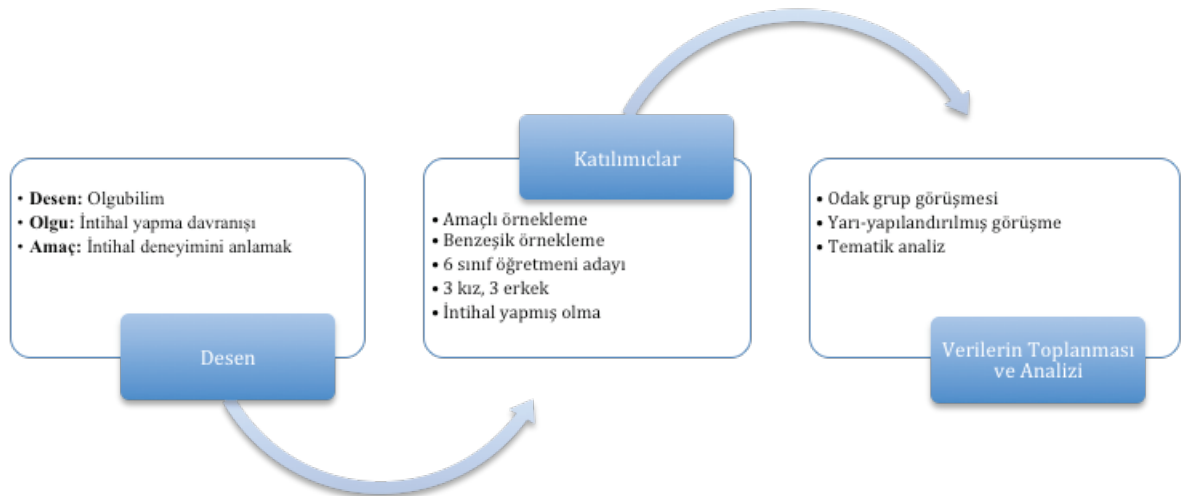 • Desen: Olgubilim
• Olgu: İntihal yapma davranışı
• Amaç: İntihal deneyimini anlamak
Desen
Katılımıclar
• Amaçlı örnekleme
• Benzeşik örnekleme
• 6 sınıf öğretmeni adayı
• 3 kız, 3 erkek
• İntihal yapmış olma
• Odak grup görüşmesi
• Yarı-yapılandırılmış görüşme
• Tematik analiz
Verilerin Toplanması
ve Analizi